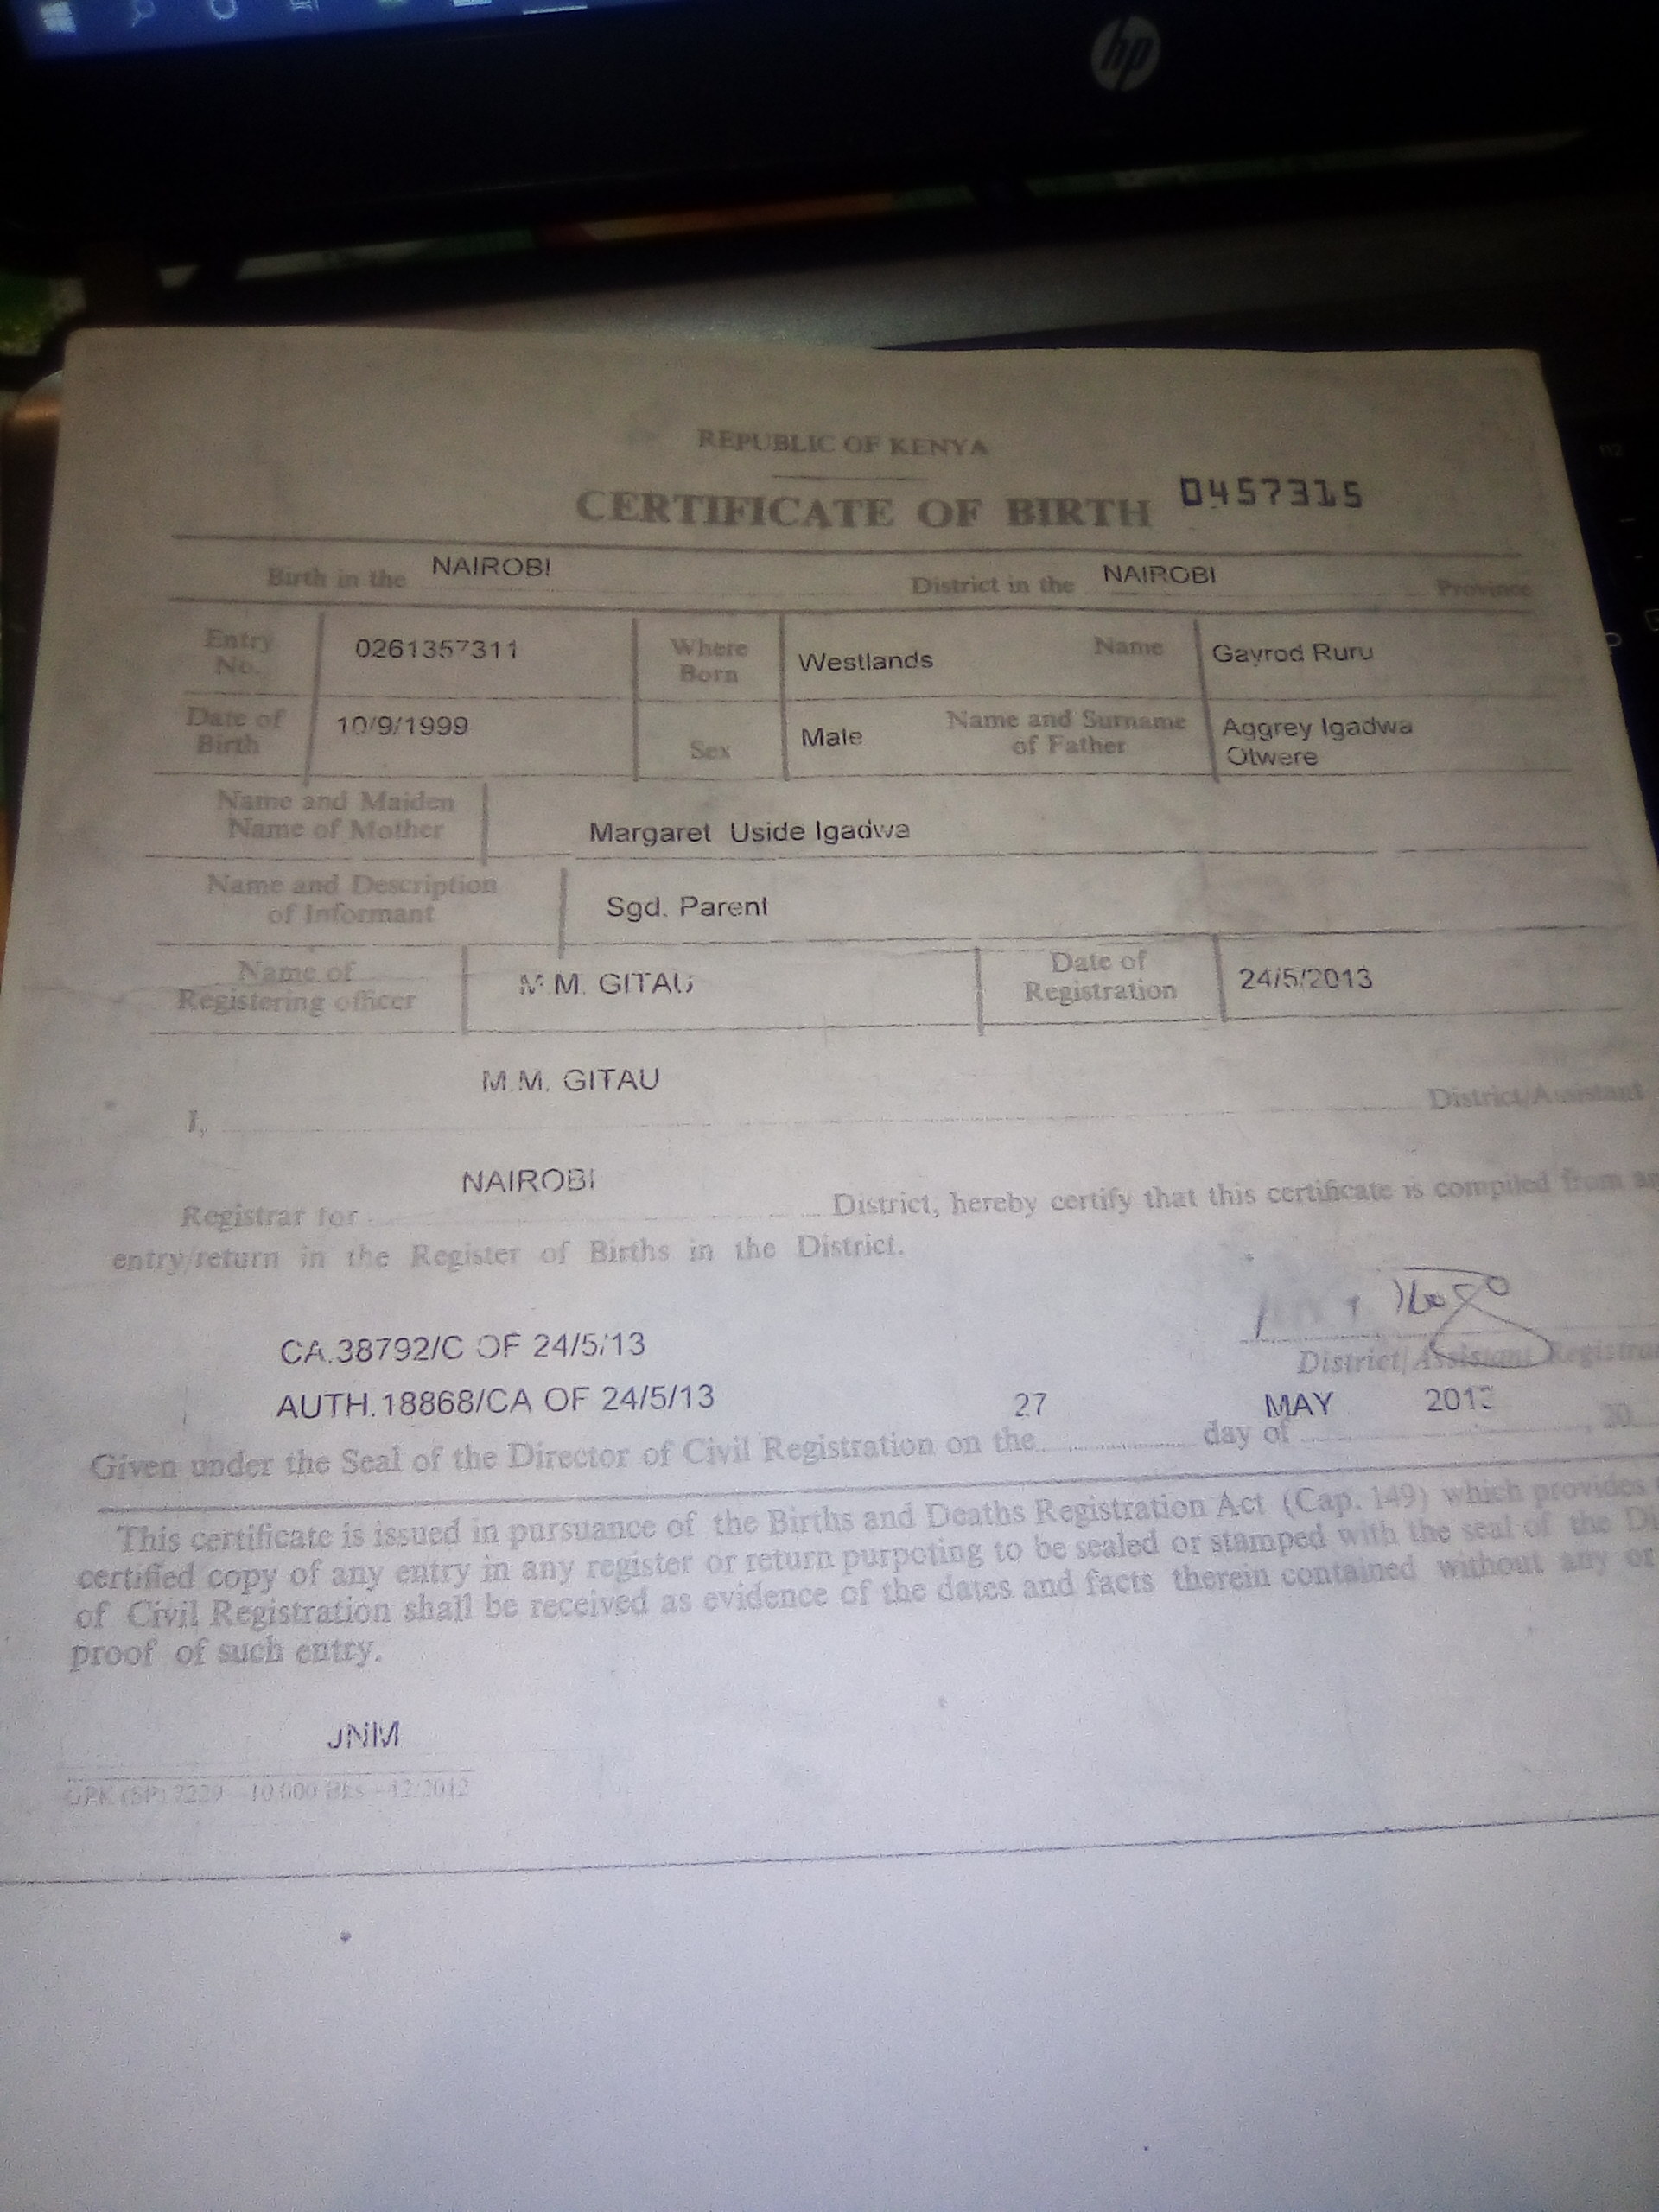 hp
REPUBLIC OF KENYA
CERTIFICATE OF BIRTH 0457315
Birth in the NAIROBI District in the NAIROBI Province
Entry No. 0261357311 Where Born Westlands Name Gayrod Ruru
Date of Birth 10/9/1999 Sex Male Name and Surname of Father Aggrey Igadwa Otwere
Name and Maiden Name of Mother Margaret Uside Igadwa
Name and Description of Informant Sgd. Parent
Name of Registering officer M.M. GITAU Date of Registration 24/5/2013
I, M.M. GITAU District/Assistant
Registrar for NAIROBI District, hereby certify that this certificate is compiled from an
entry/return in the Register of Births in the District.
CA.38792/C OF 24/5/13
District/Assistant Registrar
AUTH.18868/CA OF 24/5/13
Given under the Seal of the Director of Civil Registration on the 27 day of MAY 2013, 20
This certificate is issued in pursuance of the Births and Deaths Registration Act (Cap. 149) which provides
certified copy of any entry in any register or return purpoting to be sealed or stamped with the seal of the
of Civil Registration shall be received as evidence of the dates and facts therein contained without any or
proof of such entry.
JNM
GPK (SP) 7229—10,000 Bks—12/2012